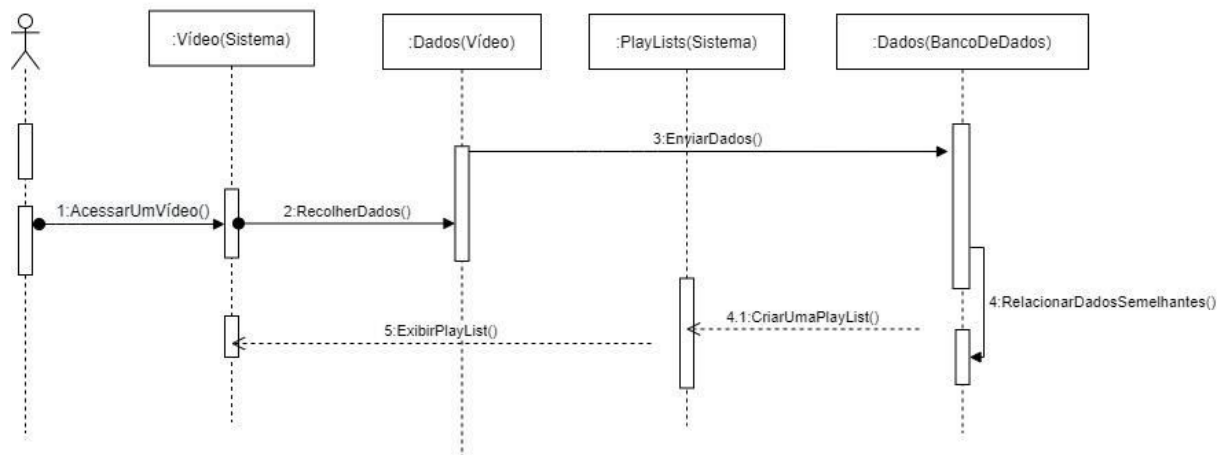 :Vídeo(Sistema)
:Dados(Vídeo)
:PlayLists(Sistema)
:Dados(BancoDeDados)
3:EnviarDados()
1:AcessarUmVídeo()
2:RecolherDados()
4:RelacionarDadosSemelhantes()
4.1:CriarUmaPlayList()
5:ExibirPlayList()